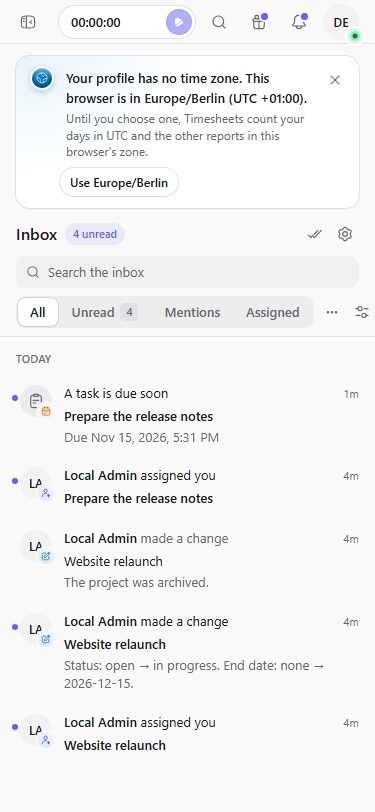 00:00:00
DE
Your profile has no time zone. This
browser is in Europe/Berlin (UTC +01:00).
Until you choose one, Timesheets count your
days in UTC and the other reports in this
browser's zone.
Use Europe/Berlin
Inbox 4 unread
Search the inbox
All Unread 4 Mentions Assigned
TODAY
A task is due soon 1m
Prepare the release notes
Due Nov 15, 2026, 5:31 PM
LA Local Admin assigned you 4m
Prepare the release notes
LA Local Admin made a change 4m
Website relaunch
The project was archived.
LA Local Admin made a change 4m
Website relaunch
Status: open → in progress. End date: none →
2026-12-15.
LA Local Admin assigned you 4m
Website relaunch